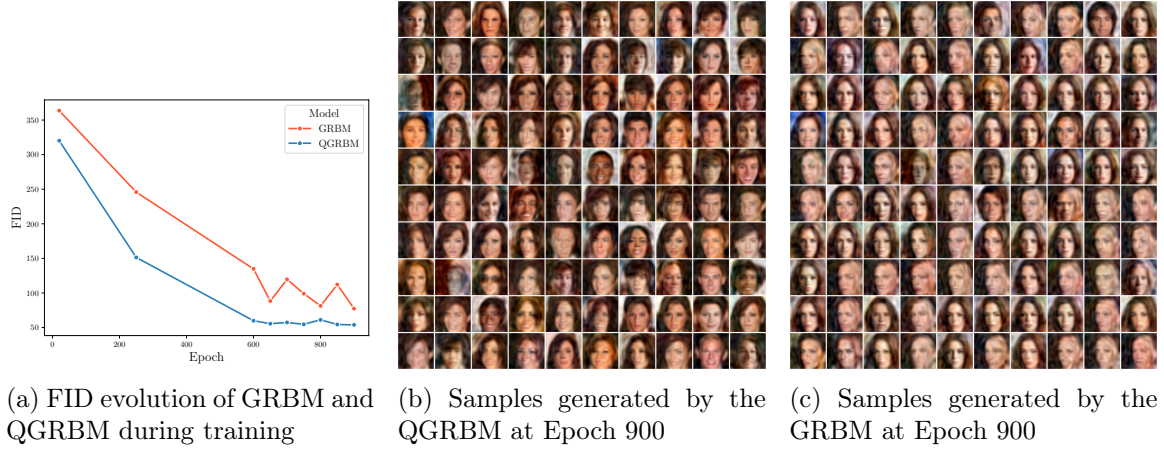 Model
GRBM
QGRBM
350
300
250
200
150
100
50
FID
0
200
400
600
800
Epoch
(a) FID evolution of GRBM and
QGRBM during training
(b) Samples generated by the
QGRBM at Epoch 900
(c) Samples generated by the
GRBM at Epoch 900